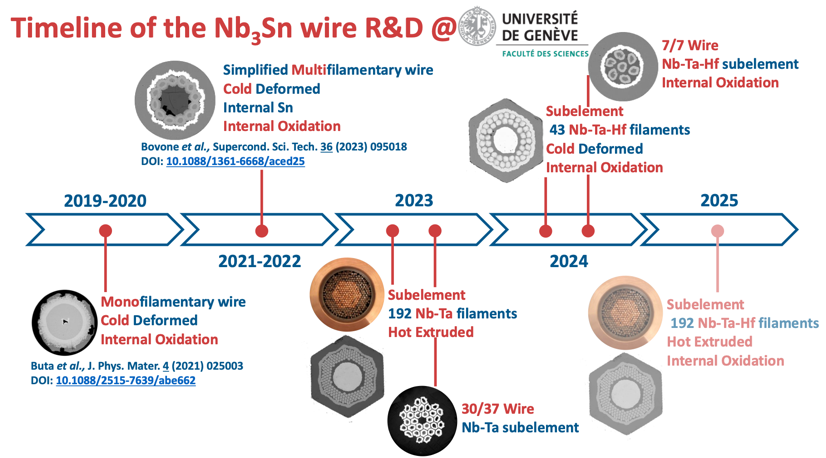 Timeline of the Nb3Sn wire R&D @
UNIVERSITÉ
DE GENÈVE
FACULTÉ DES SCIENCES
Simplified Multifilamentary wire
Cold Deformed
Internal Sn
Internal Oxidation
Bovone et al., Supercond. Sci. Tech. 36 (2023) 095018
DOI: 10.1088/1361-6668/aced25
7/7 Wire
Nb-Ta-Hf subelement
Internal Oxidation
Subelement
43 Nb-Ta-Hf filaments
Cold Deformed
Internal Oxidation
2019-2020
2021-2022
2023
2024
2025
Monofilamentary wire
Cold Deformed
Internal Oxidation
Buta et al., J. Phys. Mater. 4 (2021) 025003
DOI: 10.1088/2515-7639/abe662
Subelement
192 Nb-Ta filaments
Hot Extruded
30/37 Wire
Nb-Ta subelement
Subelement
192 Nb-Ta-Hf filaments
Hot Extruded
Internal Oxidation